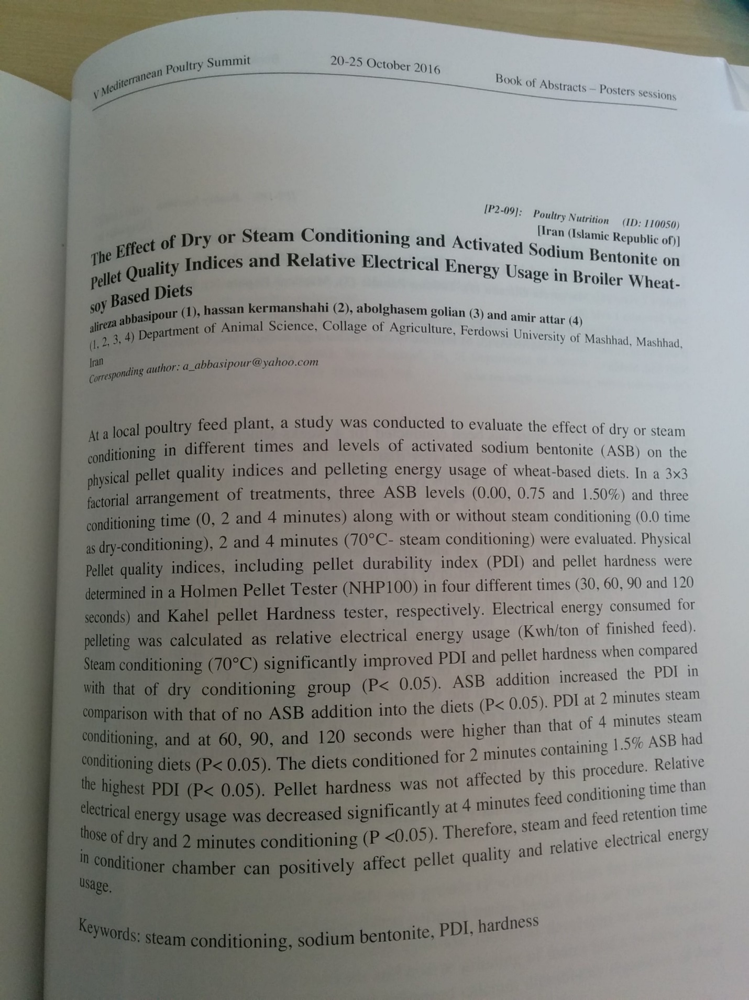 V Mediterranean Poultry Summit 20-25 October 2016 Book of Abstracts – Posters sessions
[P2-09]: Poultry Nutrition (ID: 110050)
[Iran (Islamic Republic of)]
The Effect of Dry or Steam Conditioning and Activated Sodium Bentonite on
Pellet Quality Indices and Relative Electrical Energy Usage in Broiler Wheat-
soy Based Diets
alireza abbasipour (1), hassan kermanshahi (2), abolghasem golian (3) and amir attar (4)
(1, 2, 3, 4) Department of Animal Science, Collage of Agriculture, Ferdowsi University of Mashhad, Mashhad,
Iran
Corresponding author: a_abbasipour@yahoo.com
At a local poultry feed plant, a study was conducted to evaluate the effect of dry or steam
conditioning in different times and levels of activated sodium bentonite (ASB) on the
physical pellet quality indices and pelleting energy usage of wheat-based diets. In a 3×3
factorial arrangement of treatments, three ASB levels (0.00, 0.75 and 1.50%) and three
conditioning time (0, 2 and 4 minutes) along with or without steam conditioning (0.0 time
as dry-conditioning), 2 and 4 minutes (70°C- steam conditioning) were evaluated. Physical
Pellet quality indices, including pellet durability index (PDI) and pellet hardness were
determined in a Holmen Pellet Tester (NHP100) in four different times (30, 60, 90 and 120
seconds) and Kahel pellet Hardness tester, respectively. Electrical energy consumed for
pelleting was calculated as relative electrical energy usage (Kwh/ton of finished feed).
Steam conditioning (70°C) significantly improved PDI and pellet hardness when compared
with that of dry conditioning group (P< 0.05). ASB addition increased the PDI in
comparison with that of no ASB addition into the diets (P< 0.05). PDI at 2 minutes steam
conditioning, and at 60, 90, and 120 seconds were higher than that of 4 minutes steam
conditioning diets (P< 0.05). The diets conditioned for 2 minutes containing 1.5% ASB had
the highest PDI (P< 0.05). Pellet hardness was not affected by this procedure. Relative
electrical energy usage was decreased significantly at 4 minutes feed conditioning time than
those of dry and 2 minutes conditioning (P <0.05). Therefore, steam and feed retention time
in conditioner chamber can positively affect pellet quality and relative electrical energy
usage.
Keywords: steam conditioning, sodium bentonite, PDI, hardness